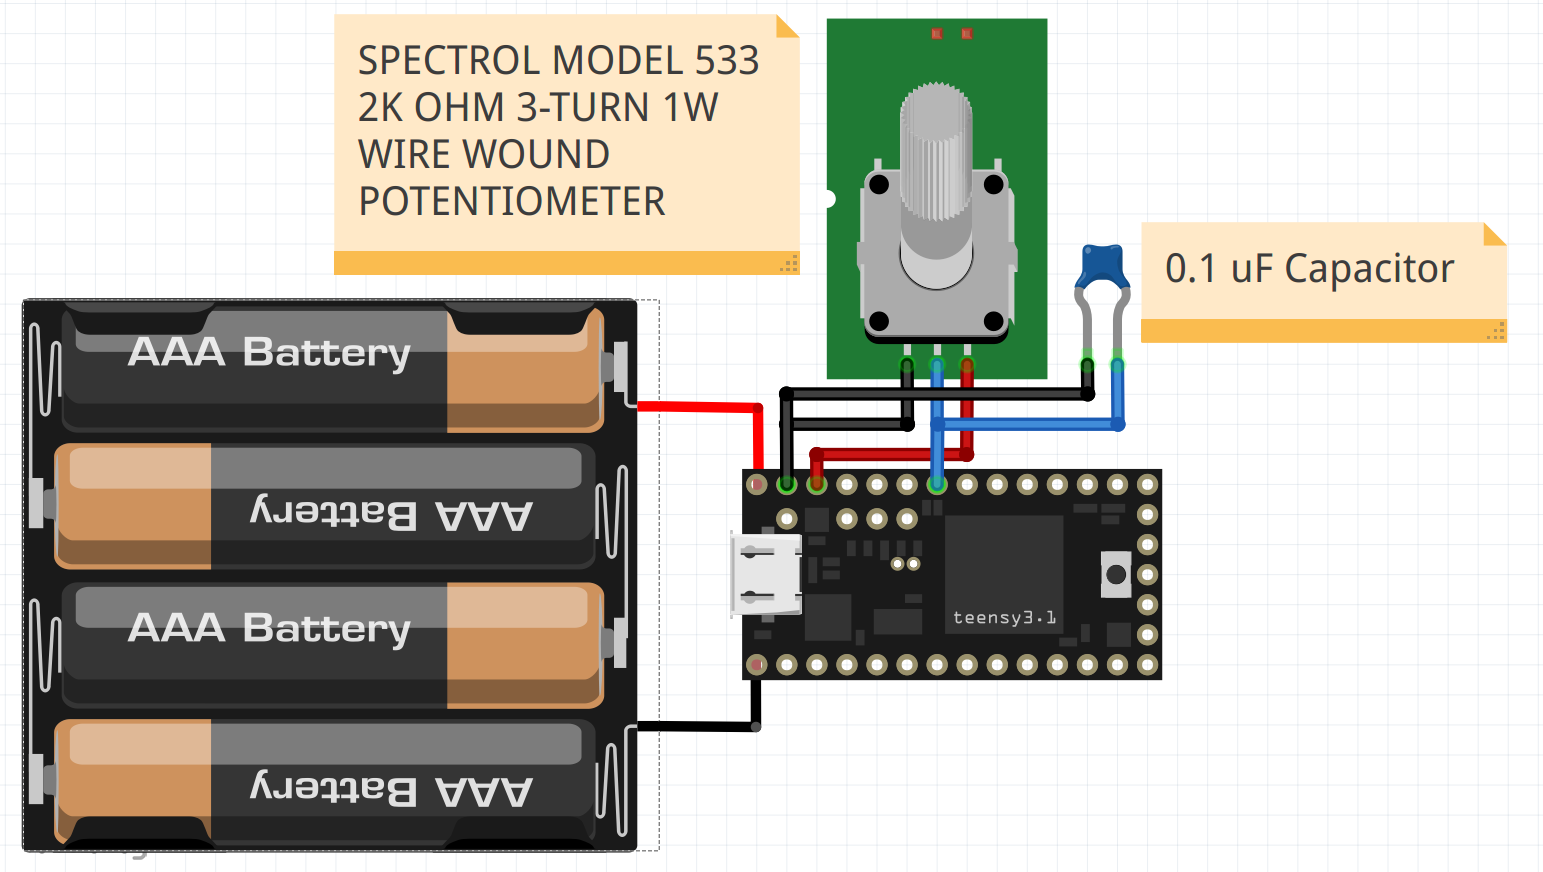 SPECTROL MODEL 533
2K OHM 3-TURN 1W
WIRE WOUND
POTENTIOMETER
0.1 uF Capacitor
AAA Battery
AAA Battery
AAA Battery
teensy3.1
AAA Battery